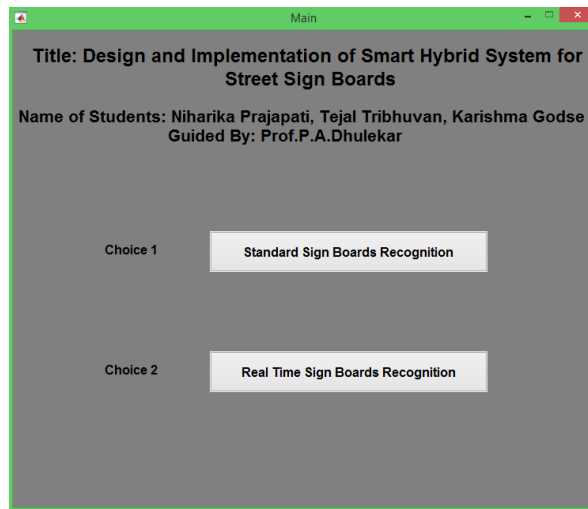 Main
Title: Design and Implementation of Smart Hybrid System for
Street Sign Boards
Name of Students: Niharika Prajapati, Tejal Tribhuvan, Karishma Godse
Guided By: Prof.P.A.Dhulekar
Choice 1
Standard Sign Boards Recognition
Choice 2
Real Time Sign Boards Recognition